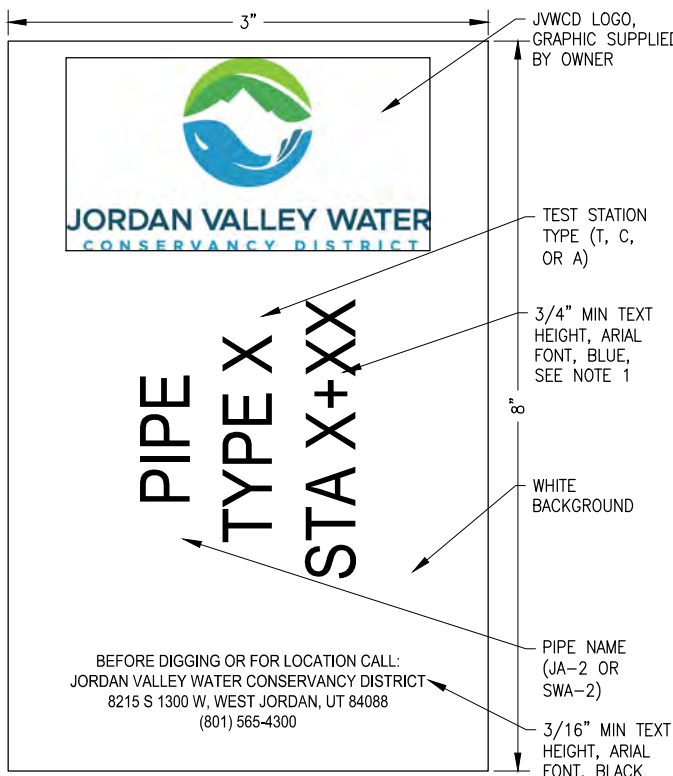 3"
JVWCD LOGO,
GRAPHIC SUPPLIED
BY OWNER
JORDAN VALLEY WATER
CONSERVANCY DISTRICT
TEST STATION
TYPE (T, C,
OR A)
3/4" MIN TEXT
HEIGHT, ARIAL
FONT, BLUE,
SEE NOTE 1
8"
PIPE
TYPE X
STA X+XX
WHITE
BACKGROUND
PIPE NAME
(JA-2 OR
SWA-2)
BEFORE DIGGING OR FOR LOCATION CALL:
JORDAN VALLEY WATER CONSERVANCY DISTRICT
8215 S 1300 W, WEST JORDAN, UT 84088
(801) 565-4300
3/16" MIN TEXT
HEIGHT, ARIAL
FONT, BLACK